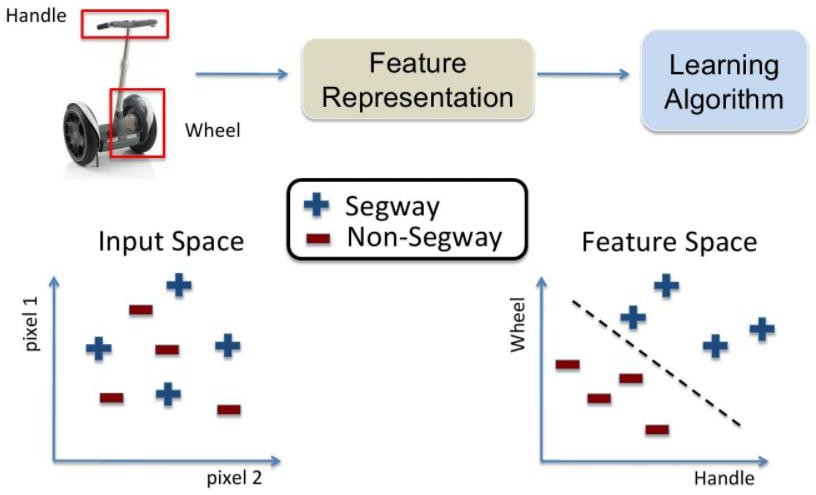 Handle
Wheel
Feature
Representation
Learning
Algorithm
Segway
Non-Segway
Input Space
pixel 1
pixel 2
Feature Space
Wheel
Handle